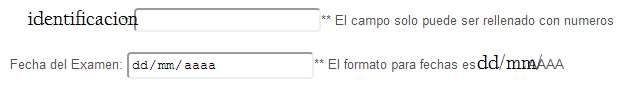 identificacion ** El campo solo puede ser rellenado con numeros
Fecha del Examen: dd/mm/aaaa ** El formato para fechas es dd/mm/AAAA